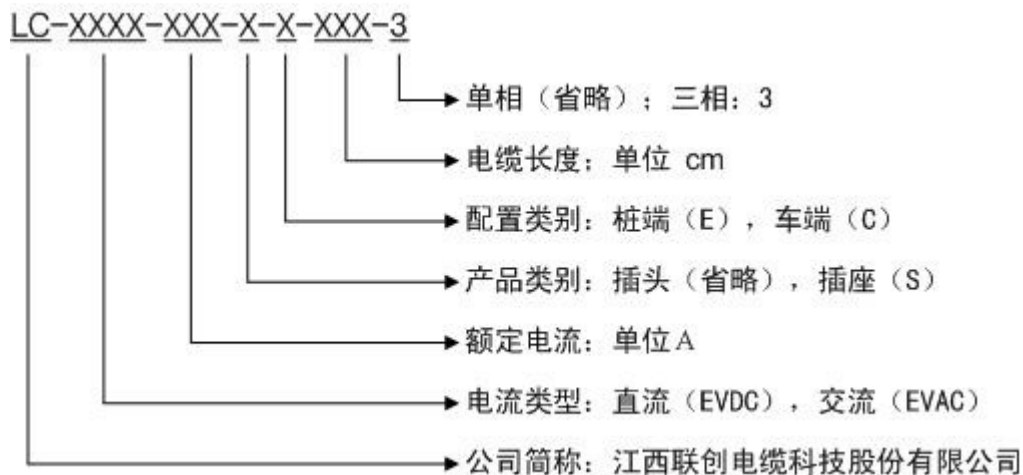 LC-XXXX-XXX-X-X-XXX-3
单相（省略）；三相：3
电缆长度：单位 cm
配置类别：桩端（E），车端（C）
产品类别：插头（省略），插座（S）
额定电流：单位A
电流类型：直流（EVDC），交流（EVAC）
公司简称：江西联创电缆科技股份有限公司